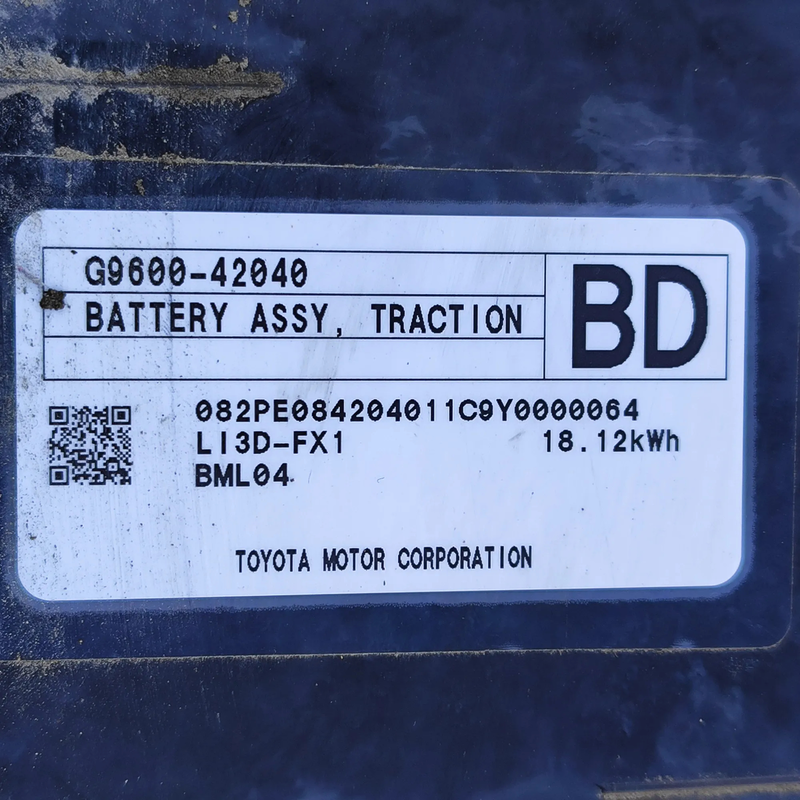 G9600-42040
BATTERY ASSY, TRACTION
BD
082PE084204011C9Y0000064
LI3D-FX1 18.12kWh
BML04
TOYOTA MOTOR CORPORATION